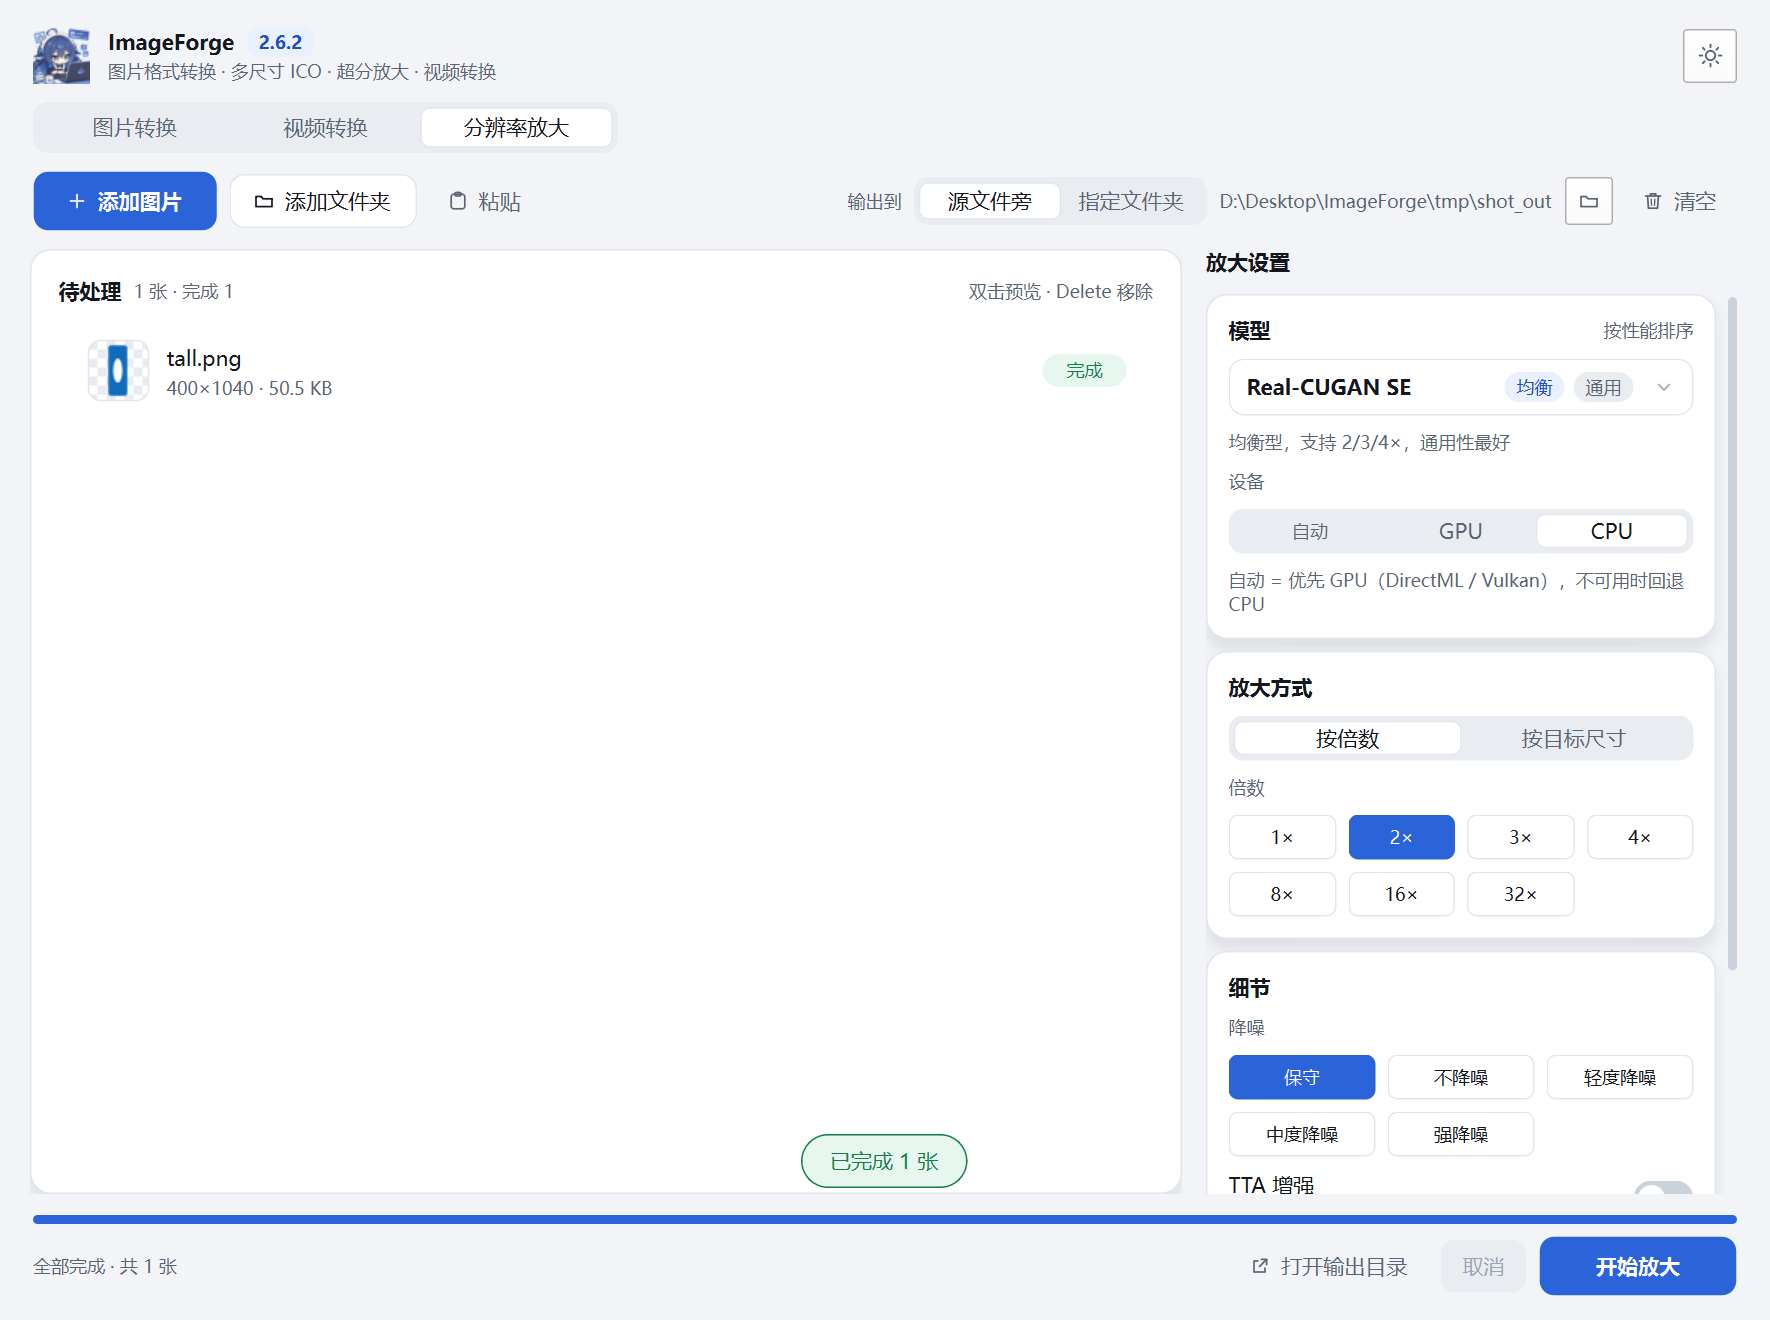 ImageForge 2.6.2
图片格式转换 · 多尺寸 ICO · 超分放大 · 视频转换
图片转换 视频转换 分辨率放大
添加图片 添加文件夹 粘贴 输出到 源文件旁 指定文件夹 D:\Desktop\ImageForge\tmp\shot_out 清空
待处理 1 张 · 完成 1 双击预览 · Delete 移除
tall.png
400×1040 · 50.5 KB
完成
已完成 1 张
放大设置
模型 按性能排序
Real-CUGAN SE 均衡 通用
均衡型，支持 2/3/4×，通用性最好
设备
自动 GPU CPU
自动 = 优先 GPU（DirectML / Vulkan），不可用时回退
CPU
放大方式
按倍数 按目标尺寸
倍数
1× 2× 3× 4×
8× 16× 32×
细节
降噪
保守 不降噪 轻度降噪
中度降噪 强降噪
TTA 增强
全部完成 · 共 1 张 打开输出目录 取消 开始放大